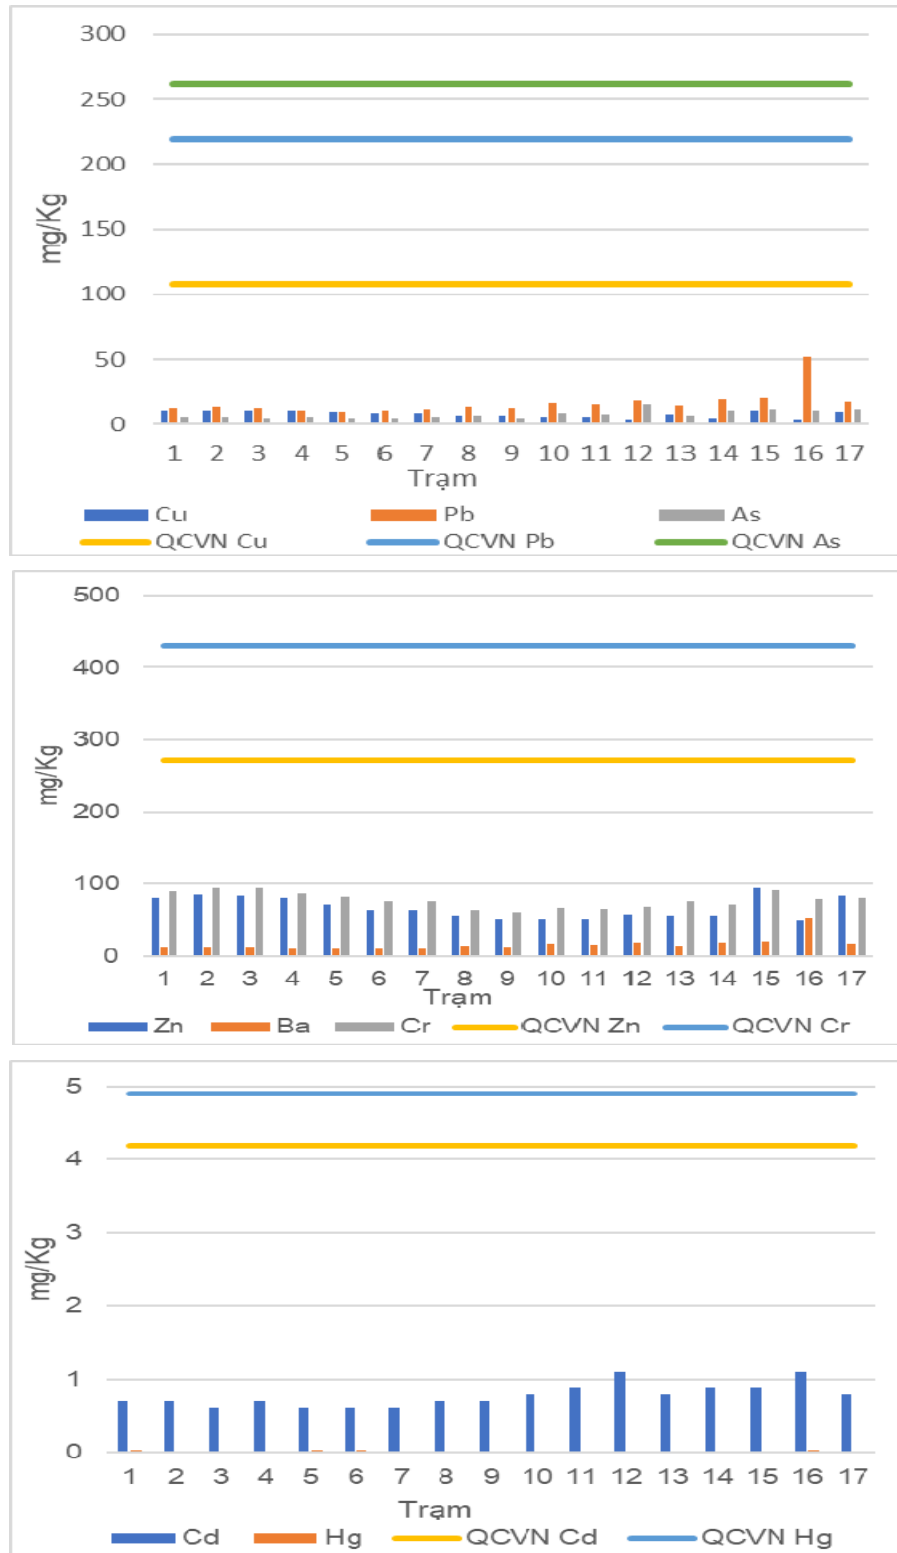 300
250
200
150
100
50
0
mg/Kg
1 2 3 4 5 6 7 8 9 10 11 12 13 14 15 16 17
Trạm
Cu Pb As
QCVN Cu QCVN Pb QCVN As
500
400
300
200
100
0
mg/Kg
1 2 3 4 5 6 7 8 9 10 11 12 13 14 15 16 17
Trạm
Zn Ba Cr QCVN Zn QCVN Cr
5
4
3
2
1
0
mg/Kg
1 2 3 4 5 6 7 8 9 10 11 12 13 14 15 16 17
Trạm
Cd Hg QCVN Cd QCVN Hg